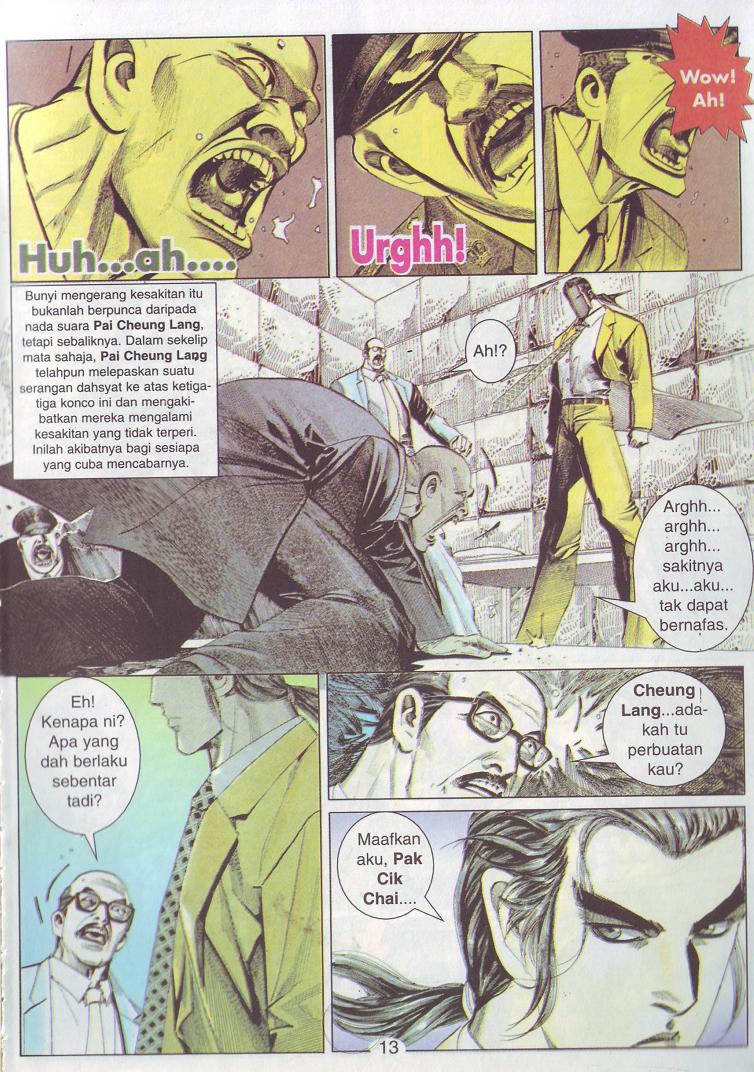 Wow!
Ah!
Huh...ah....
Urghh!
Bunyi mengerang kesakitan itu
bukanlah berpunca daripada
nada suara Pai Cheung Lang,
tetapi sebaliknya. Dalam sekelip
mata sahaja, Pai Cheung Lang
telahpun melepaskan suatu
serangan dahsyat ke atas ketiga-
tiga konco ini dan mengaki-
batkan mereka mengalami
kesakitan yang tidak terperi.
Inilah akibatnya bagi sesiapa
yang cuba mencabarnya.
Ah!?
Arghh...
arghh...
arghh...
sakitnya
aku...aku...
tak dapat
bernafas.
Eh!
Kenapa ni?
Apa yang
dah berlaku
sebentar
tadi?
Cheung
Lang...ada-
kah tu
perbuatan
kau?
Maafkan
aku, Pak
Cik
Chai....
13